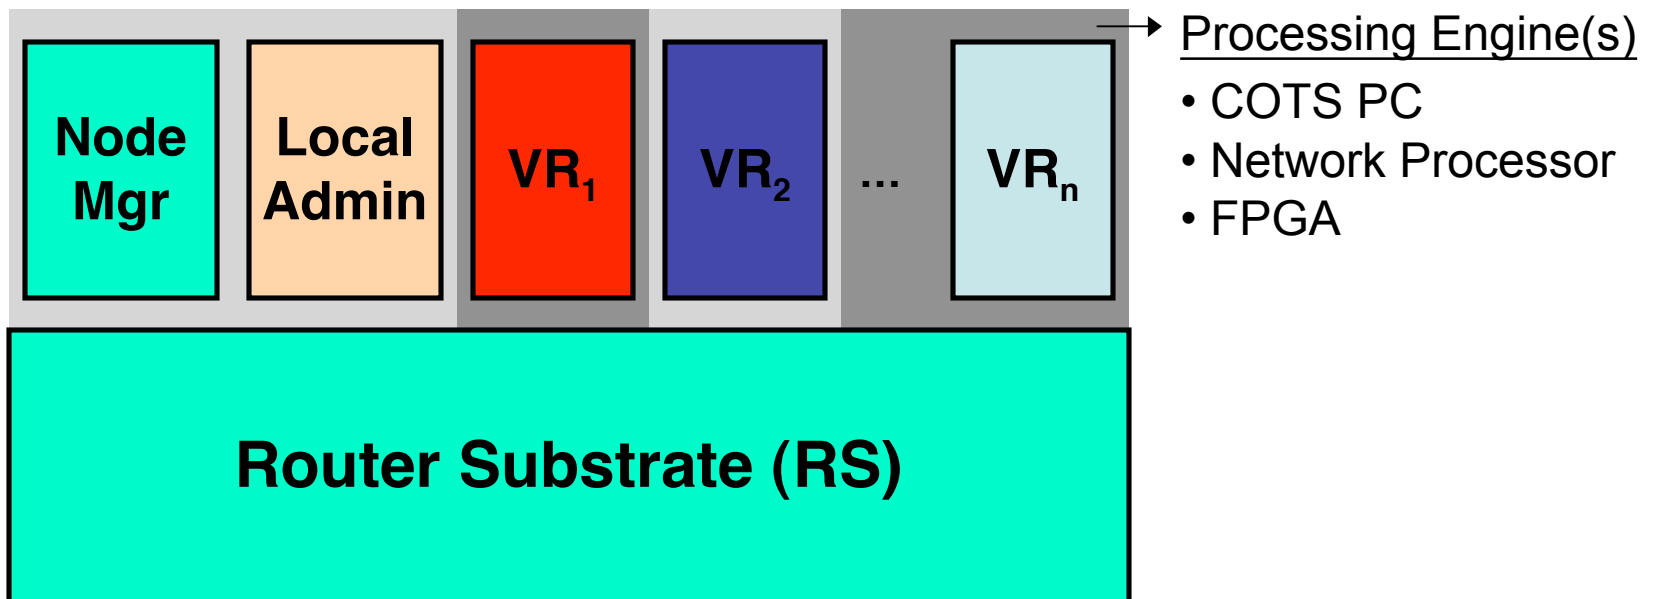 Node
Mgr
Local
Admin
VR₁
VR₂
...
VRₙ
Processing Engine(s)
• COTS PC
• Network Processor
• FPGA
Router Substrate (RS)